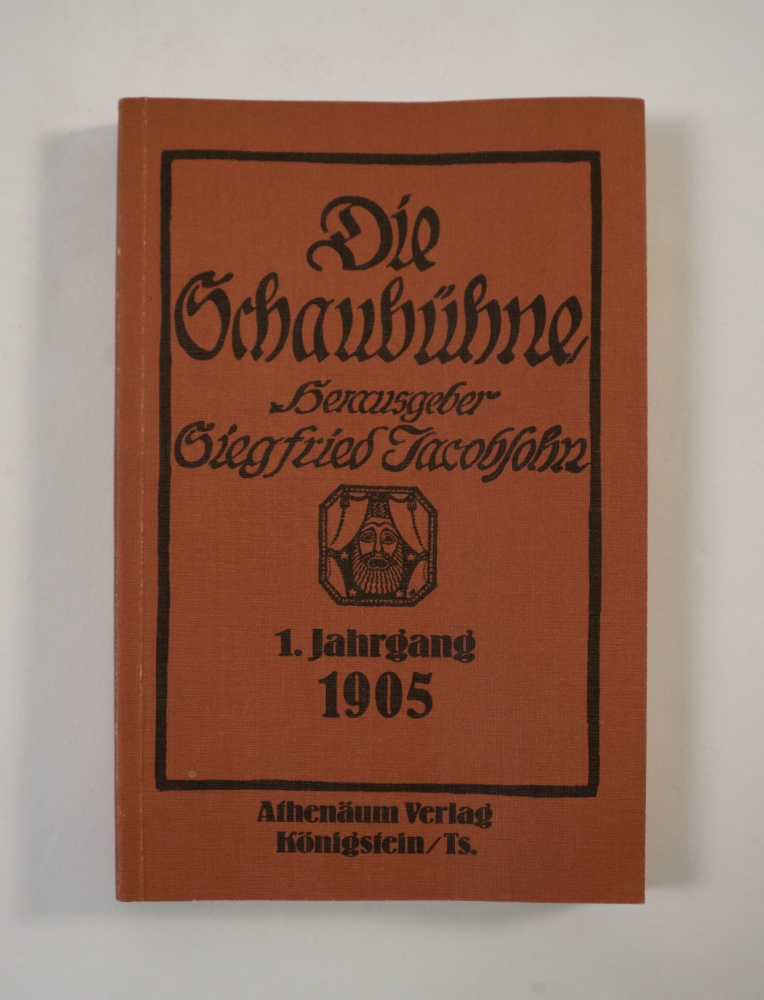 Die
Schaubühne
Herausgeber
Siegfried Jacobsohn
1. Jahrgang
1905
Athenäum Verlag
Königstein/Ts.